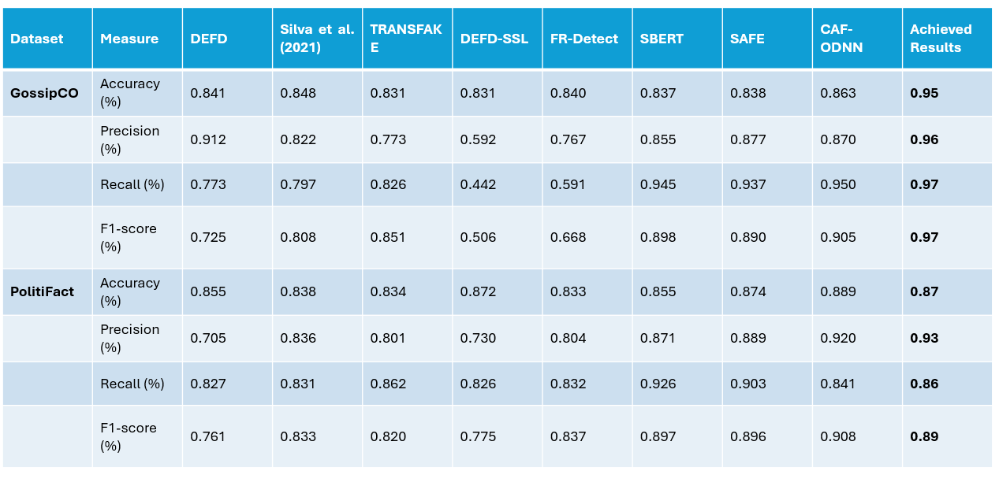 Dataset Measure DEFD Silva et al. (2021) TRANSFAKE DEFD-SSL FR-Detect SBERT SAFE CAF-ODNN Achieved Results
GossipCO Accuracy (%) 0.841 0.848 0.831 0.831 0.840 0.837 0.838 0.863 0.95
Precision (%) 0.912 0.822 0.773 0.592 0.767 0.855 0.877 0.870 0.96
Recall (%) 0.773 0.797 0.826 0.442 0.591 0.945 0.937 0.950 0.97
F1-score (%) 0.725 0.808 0.851 0.506 0.668 0.898 0.890 0.905 0.97
PolitiFact Accuracy (%) 0.855 0.838 0.834 0.872 0.833 0.855 0.874 0.889 0.87
Precision (%) 0.705 0.836 0.801 0.730 0.804 0.871 0.889 0.920 0.93
Recall (%) 0.827 0.831 0.862 0.826 0.832 0.926 0.903 0.841 0.86
F1-score (%) 0.761 0.833 0.820 0.775 0.837 0.897 0.896 0.908 0.89